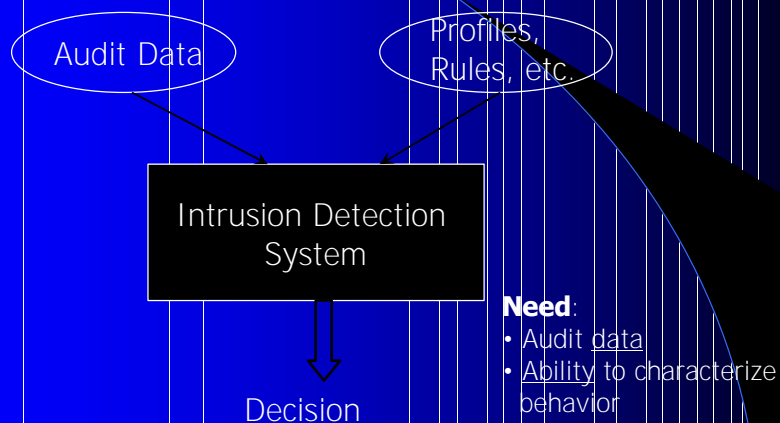 Audit Data
Profiles,
Rules, etc.
Intrusion Detection
System
Need:
• Audit data
• Ability to characterize
behavior
Decision